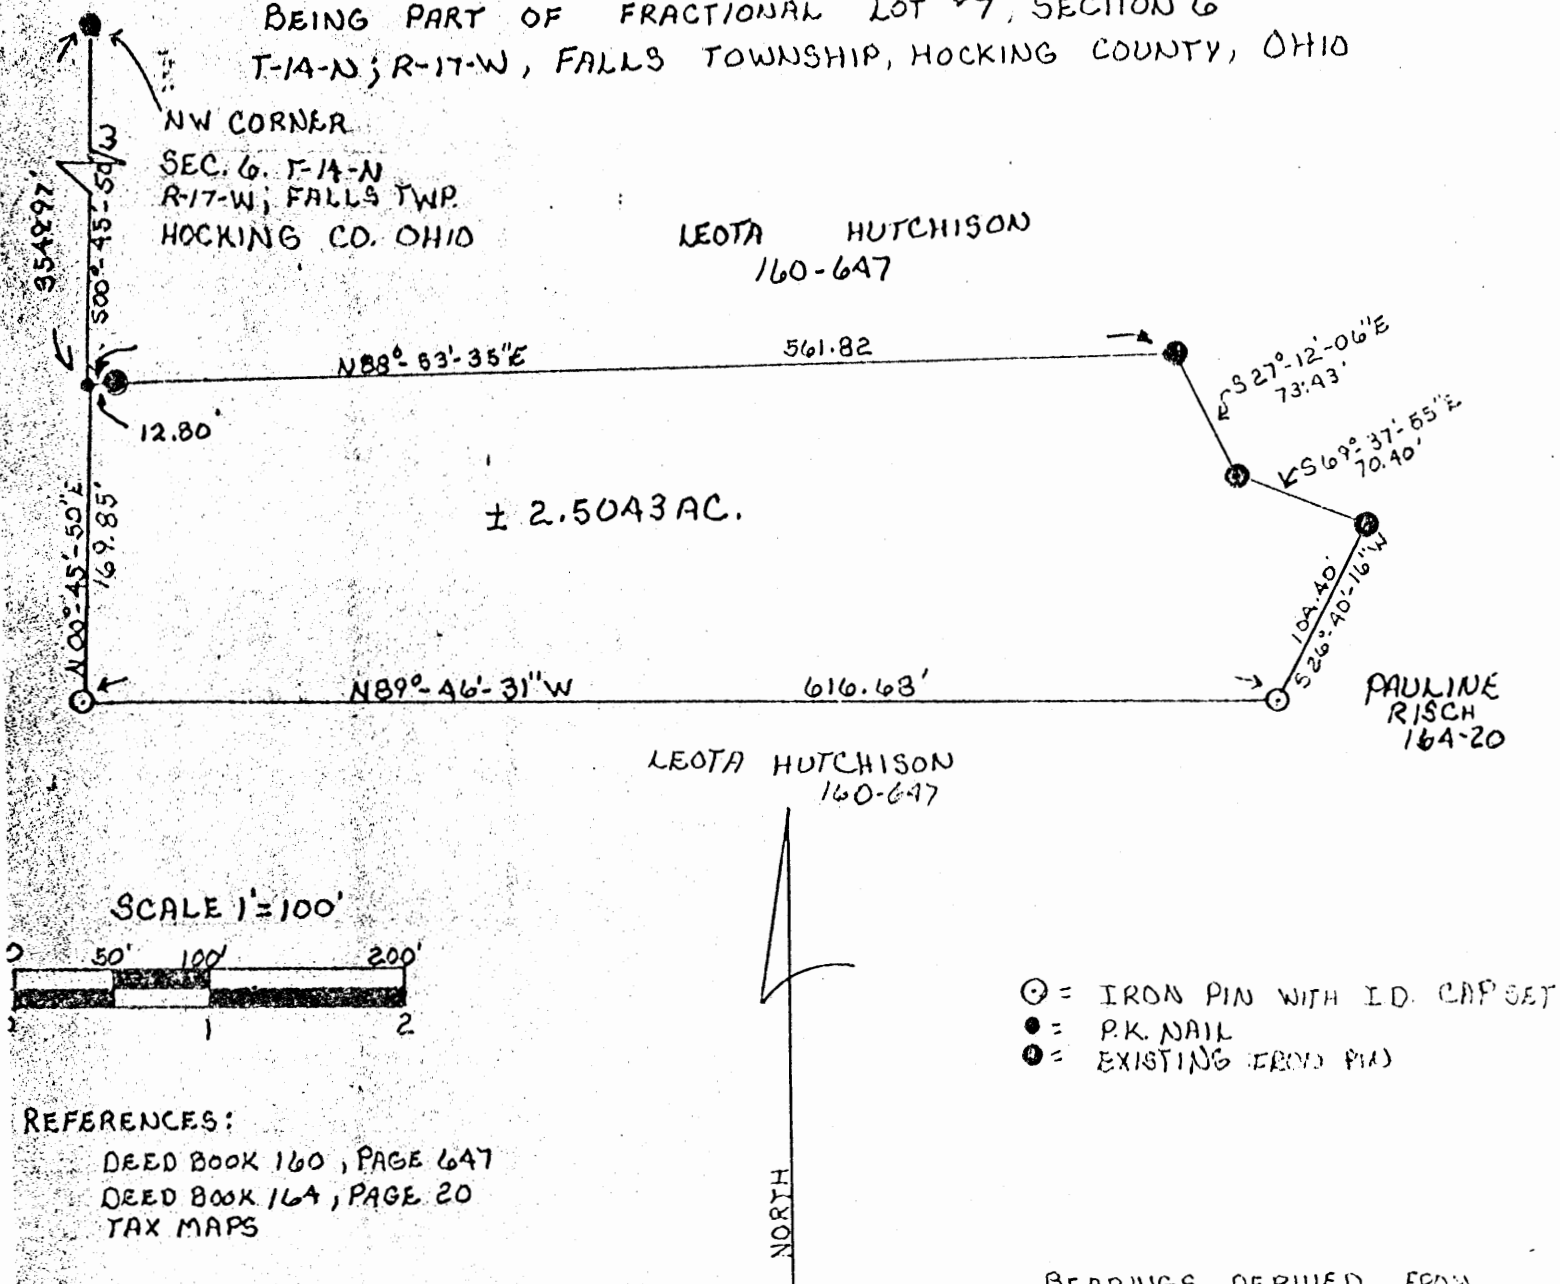 BEING PART OF FRACTIONAL LOT #7, SECTION 6
T-14-N; R-17-W, FALLS TOWNSHIP, HOCKING COUNTY, OHIO
NW CORNER
SEC. 6. T-14-N
R-17-W; FALLS TWP.
HOCKING CO. OHIO
S00°-45'-50"W
LEOTA HUTCHISON
160-647
N88°-53'-35"E 561.82
S27°-12'-06"E
73.43'
S69°-37'-55"E
70.40'
12.80'
± 2.5043 AC.
N00°-45'-50"E
169.85'
104.40'
S26°-40'-16"W
N89°-46'-31"W 616.63'
PAULINE
RISCH
164-20
LEOTA HUTCHISON
160-647
SCALE 1"=100'
0 50' 100' 200'
1 2
⊙ = IRON PIN WITH I.D. CAP SET
● = P.K. NAIL
= EXISTING IRON PIN
REFERENCES:
DEED BOOK 160, PAGE 647
DEED BOOK 164, PAGE 20
TAX MAPS
NORTH
BEARINGS DERIVED FROM